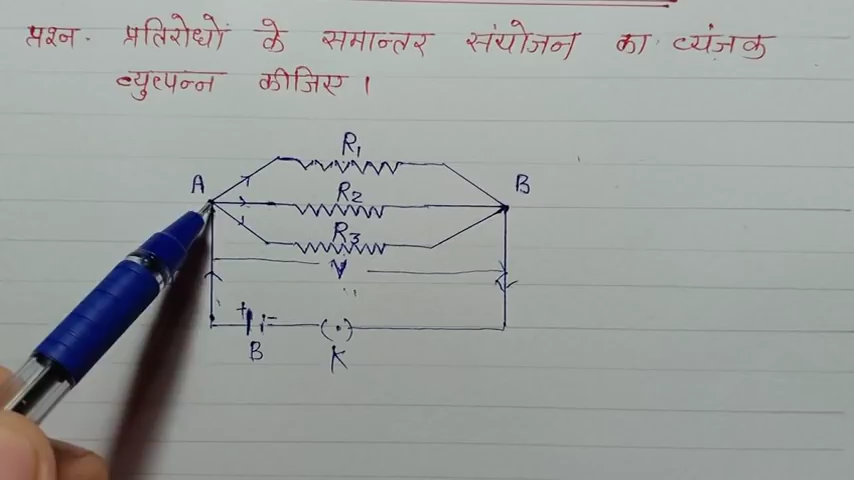 प्रश्न. प्रतिरोधों के समान्तर संयोजन का व्यंजक
व्युत्पन्न कीजिए।
R1
A
R2
B
R3
V
+ -
B
K